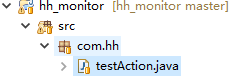 hh_monitor [hh_monitor master]
src
com.hh
testAction.java